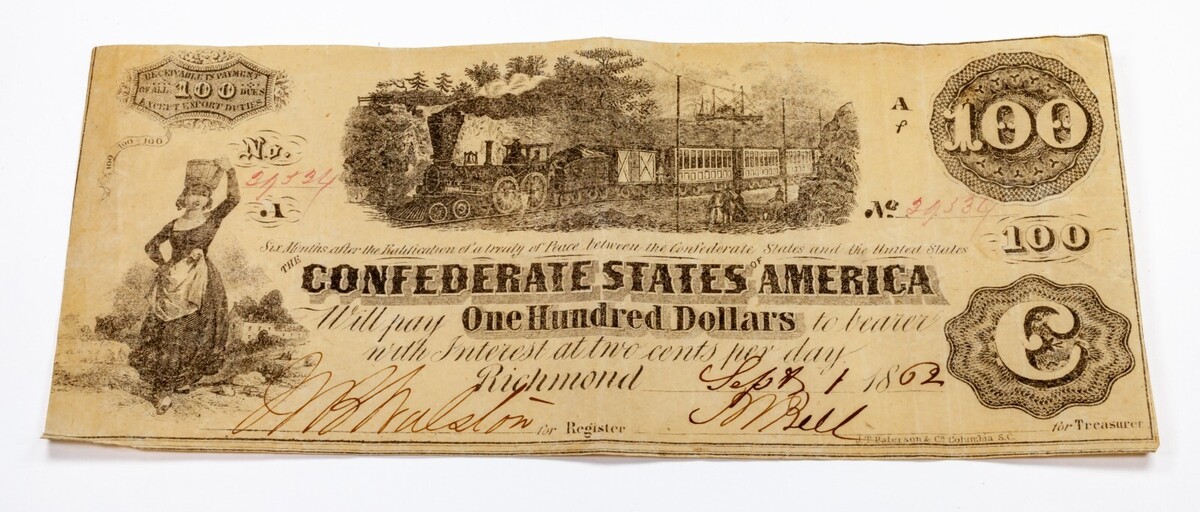 RECEIVABLE IN PAYMENT
OF ALL 100 DUES
EXCEPT EXPORT DUTIES
100 100 100
No.
A
A
f
100
No
100
Six Months after the Ratification of a treaty of Peace between the Confederate States and the United States
THE CONFEDERATE STATES OF AMERICA
Will pay One Hundred Dollars to bearer
with Interest at two cents per day
Richmond Sept 1 1862
C
for Register
for Treasurer
J.T. Paterson & Co Columbia S.C.